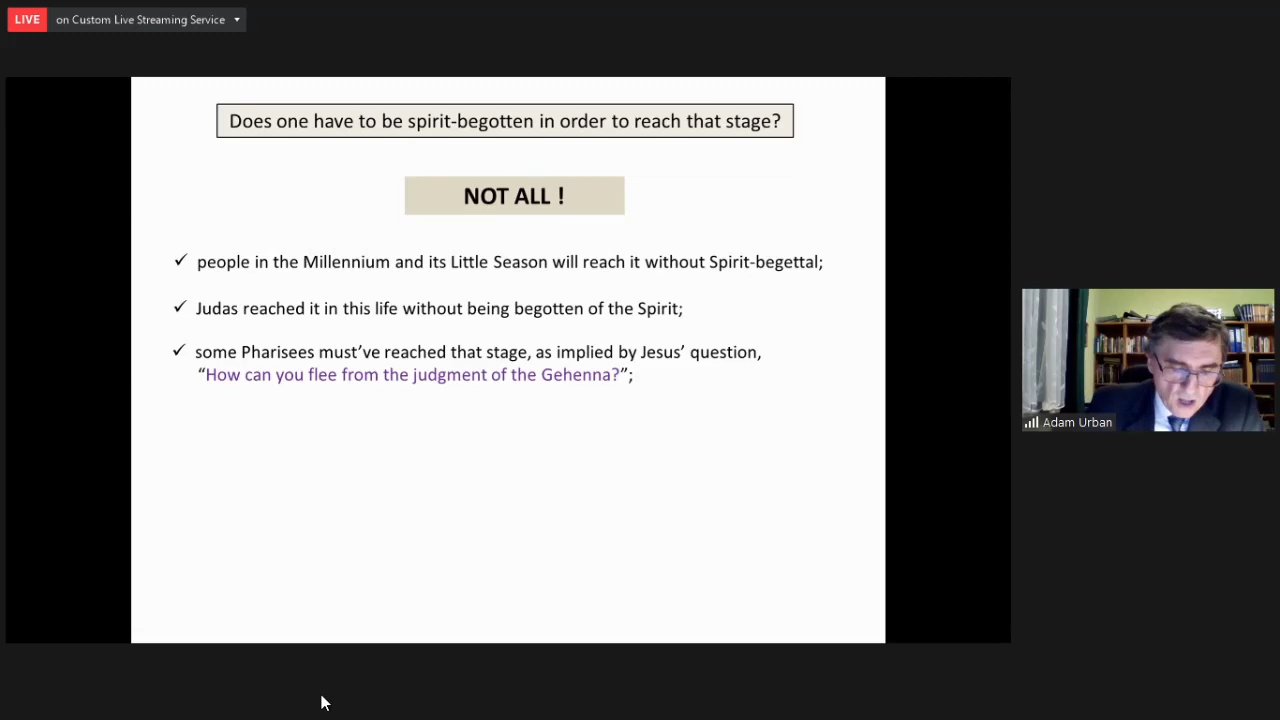 LIVE on Custom Live Streaming Service
Does one have to be spirit-begotten in order to reach that stage?
NOT ALL !
✓ people in the Millennium and its Little Season will reach it without Spirit-begettal;
✓ Judas reached it in this life without being begotten of the Spirit;
✓ some Pharisees must’ve reached that stage, as implied by Jesus’ question,
“How can you flee from the judgment of the Gehenna?”;
Adam Urban